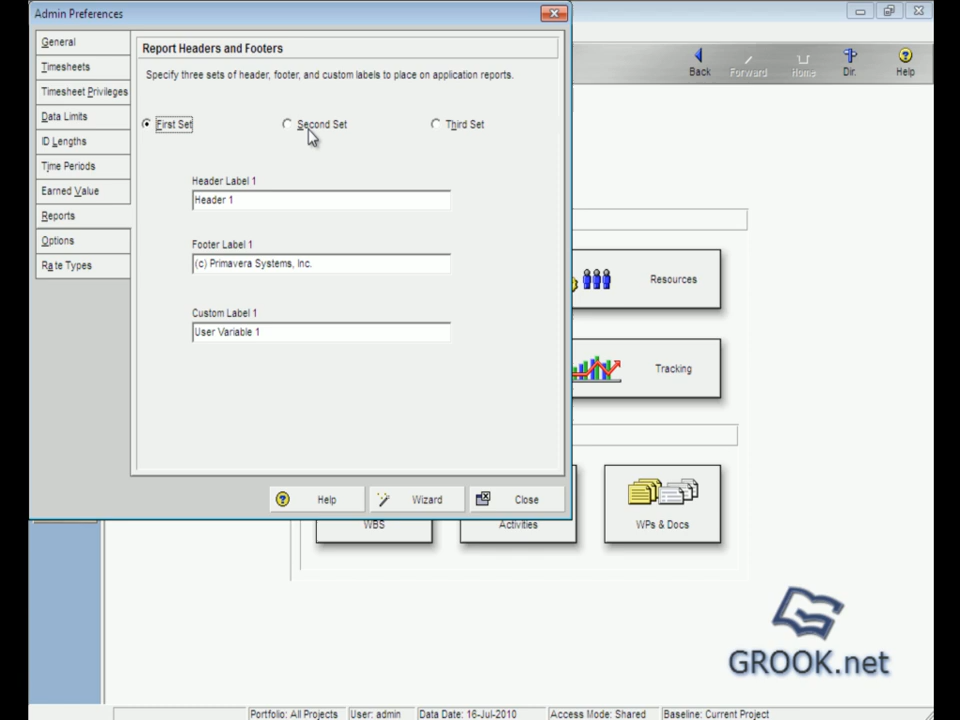 Admin Preferences
General
Timesheets
Timesheet Privileges
Data Limits
ID Lengths
Time Periods
Earned Value
Reports
Options
Rate Types
Report Headers and Footers
Specify three sets of header, footer, and custom labels to place on application reports.
First Set
Second Set
Third Set
Header Label 1
Header 1
Footer Label 1
(c) Primavera Systems, Inc.
Custom Label 1
User Variable 1
Help
Wizard
Close
Back
Forward
Home
Dir.
Help
Resources
Tracking
WBS
Activities
WPs & Docs
GROOK.net
Portfolio: All Projects
User: admin
Data Date: 16-Jul-2010
Access Mode: Shared
Baseline: Current Project